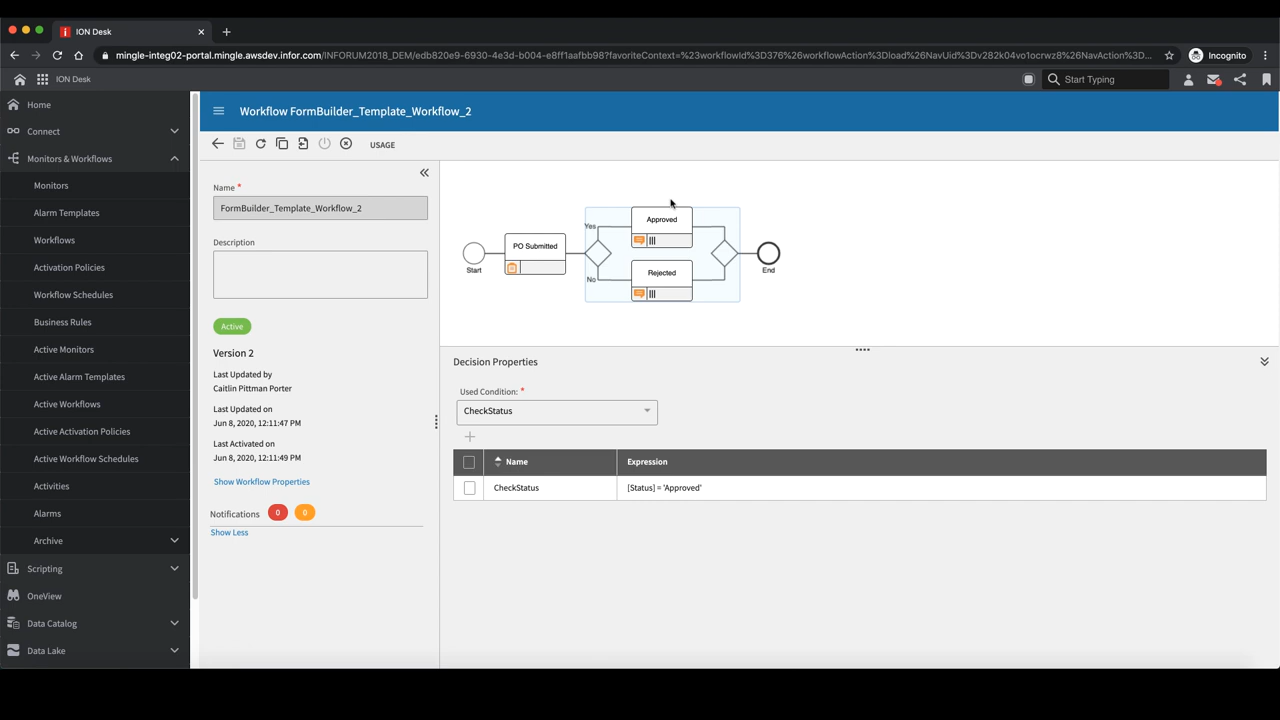 ION Desk
mingle-integ02-portal.mingle.awsdev.infor.com/INFORUM2018_DEM/edb820e9-6930-4e3d-b004-e8ff1aafbb98?favoriteContext=%23workflowId%3D376%26workflowAction%3Dload%26NavUid%3Dv282k04vo1ocrwz8%26NavAction%3D...
Incognito
ION Desk
Start Typing
Home
Connect
Monitors & Workflows
Monitors
Alarm Templates
Workflows
Activation Policies
Workflow Schedules
Business Rules
Active Monitors
Active Alarm Templates
Active Workflows
Active Activation Policies
Active Workflow Schedules
Activities
Alarms
Archive
Scripting
OneView
Data Catalog
Data Lake
Workflow FormBuilder_Template_Workflow_2
USAGE
Name *
FormBuilder_Template_Workflow_2
Description
Active
Version 2
Last Updated by
Caitlin Pittman Porter
Last Updated on
Jun 8, 2020, 12:11:47 PM
Last Activated on
Jun 8, 2020, 12:11:49 PM
Show Workflow Properties
Notifications 0 0
Show Less
Start
PO Submitted
Yes
No
Approved
Rejected
End
Decision Properties
Used Condition: *
CheckStatus
Name Expression
CheckStatus [Status] = 'Approved'